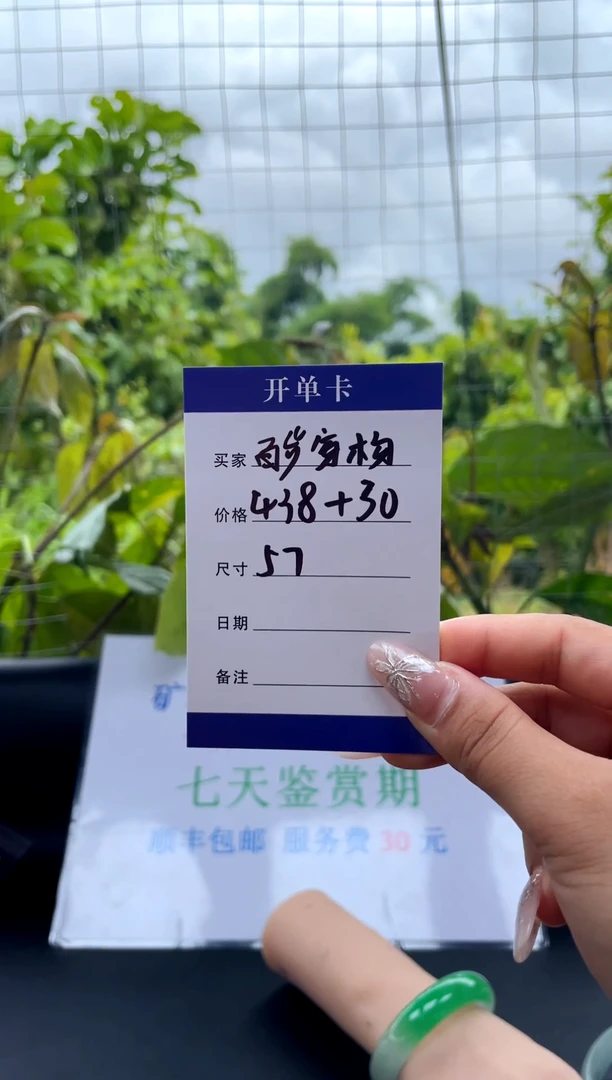 开单卡
买家
价格 438+30
尺寸 57
日期
备注
矿
七天鉴赏期
顺丰包邮 服务费30元